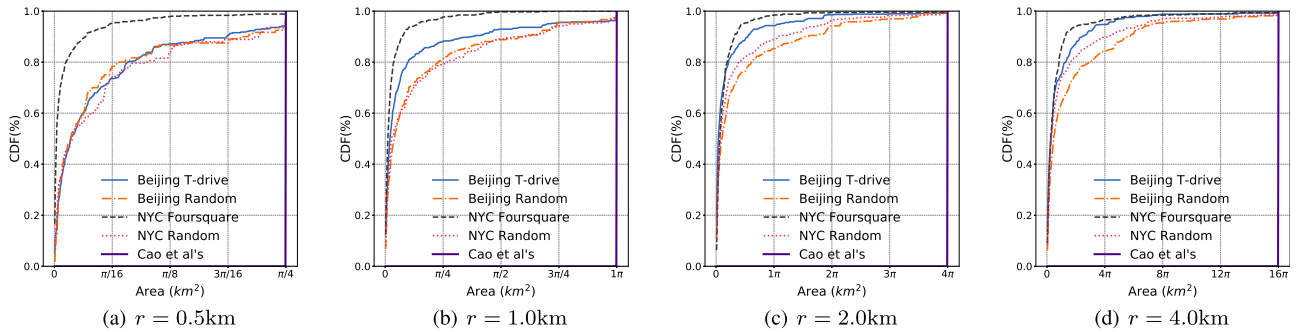 CDF(%)
1.0
0.8
0.6
0.4
0.2
0.0
Beijing T-drive
Beijing Random
NYC Foursquare
NYC Random
Cao et al's
0 π/16 π/8 3π/16 π/4
Area (km²)
(a) r = 0.5km
CDF(%)
1.0
0.8
0.6
0.4
0.2
0.0
Beijing T-drive
Beijing Random
NYC Foursquare
NYC Random
Cao et al's
0 π/4 π/2 3π/4 1π
Area (km²)
(b) r = 1.0km
CDF(%)
1.0
0.8
0.6
0.4
0.2
0.0
Beijing T-drive
Beijing Random
NYC Foursquare
NYC Random
Cao et al's
0 1π 2π 3π 4π
Area (km²)
(c) r = 2.0km
CDF(%)
1.0
0.8
0.6
0.4
0.2
0.0
Beijing T-drive
Beijing Random
NYC Foursquare
NYC Random
Cao et al's
0 4π 8π 12π 16π
Area (km²)
(d) r = 4.0km